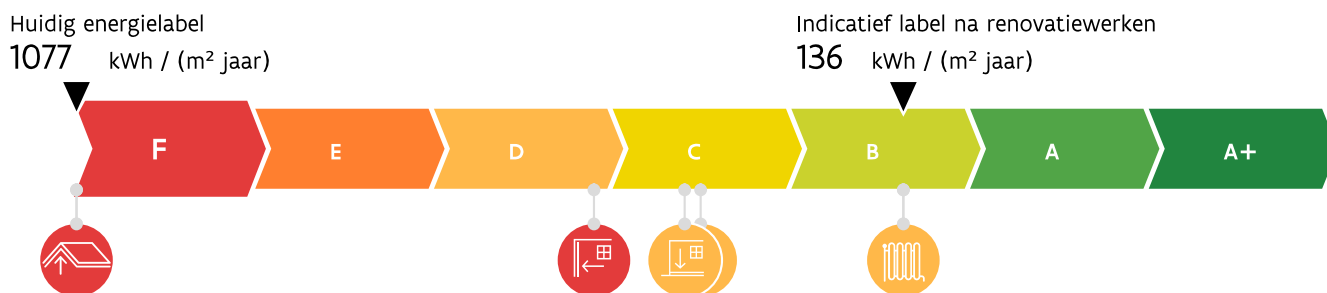 Huidig energielabel
1077 kWh / (m² jaar)
Indicatief label na renovatiewerken
136 kWh / (m² jaar)
F E D C B A A+